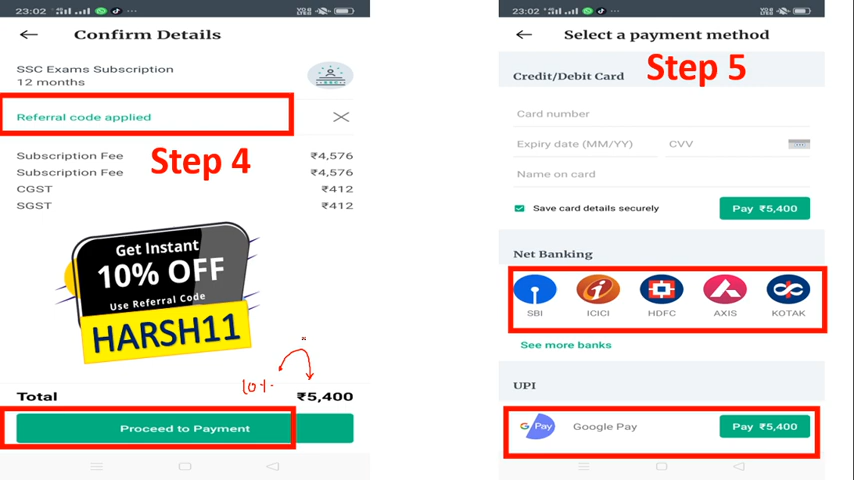 23:02
Confirm Details
SSC Exams Subscription
12 months
Referral code applied
Step 4
Subscription Fee ₹4,576
Subscription Fee ₹4,576
CGST ₹412
SGST ₹412
Get Instant
10% OFF
Use Referral Code
HARSH11
10%
Total ₹5,400
Proceed to Payment
23:02
Select a payment method
Step 5
Credit/Debit Card
Card number
Expiry date (MM/YY) CVV
Name on card
Save card details securely Pay ₹5,400
Net Banking
SBI ICICI HDFC AXIS KOTAK
See more banks
UPI
G Pay Google Pay Pay ₹5,400